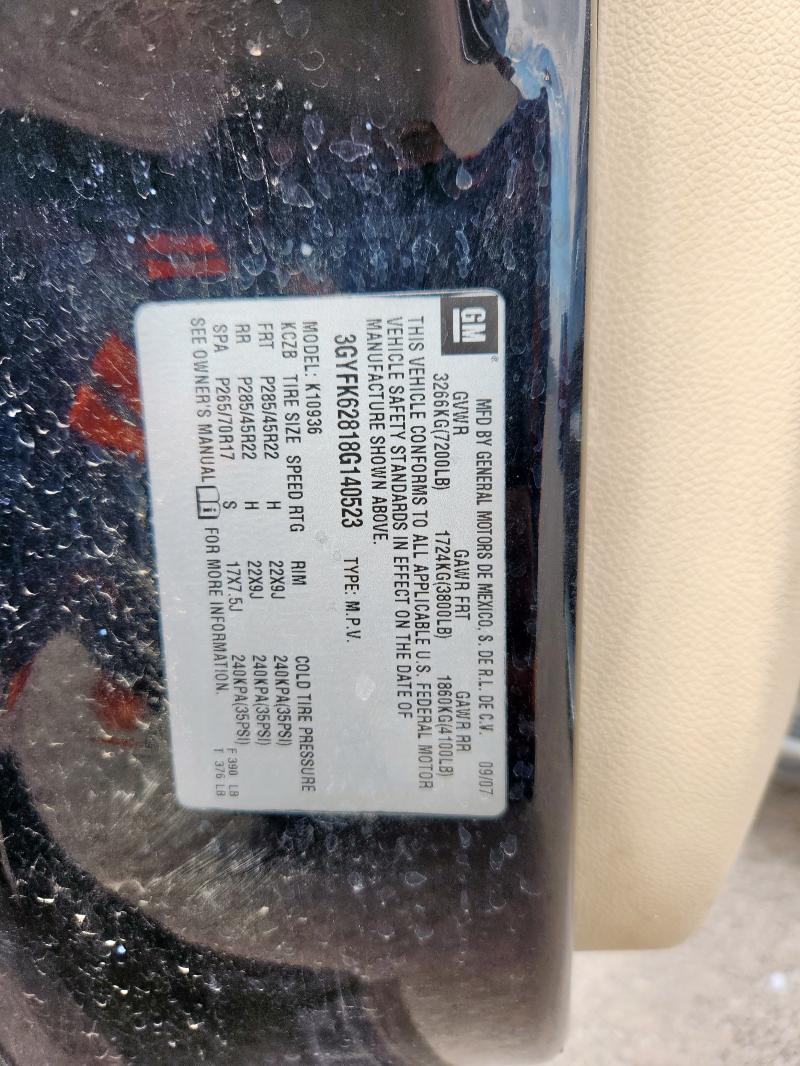 GM ®
MFD BY GENERAL MOTORS DE MEXICO, S. DE R.L. DE C.V. 09/07
GVWR GAWR FRT GAWR RR
3266KG(7200LB) 1724KG(3800LB) 1860KG(4100LB)
THIS VEHICLE CONFORMS TO ALL APPLICABLE U.S. FEDERAL MOTOR
VEHICLE SAFETY STANDARDS IN EFFECT ON THE DATE OF
MANUFACTURE SHOWN ABOVE.
3GYFK62818G140523 TYPE: M.P.V.
MODEL: K10936
KCZB TIRE SIZE SPEED RTG RIM COLD TIRE PRESSURE
FRT P285/45R22 H 22X9J 240KPA(35PSI)
RR P285/45R22 H 22X9J 240KPA(35PSI)
SPA P265/70R17 S 17X7.5J 240KPA(35PSI)
SEE OWNER'S MANUAL FOR MORE INFORMATION.
F 390 LB
T 376 LB